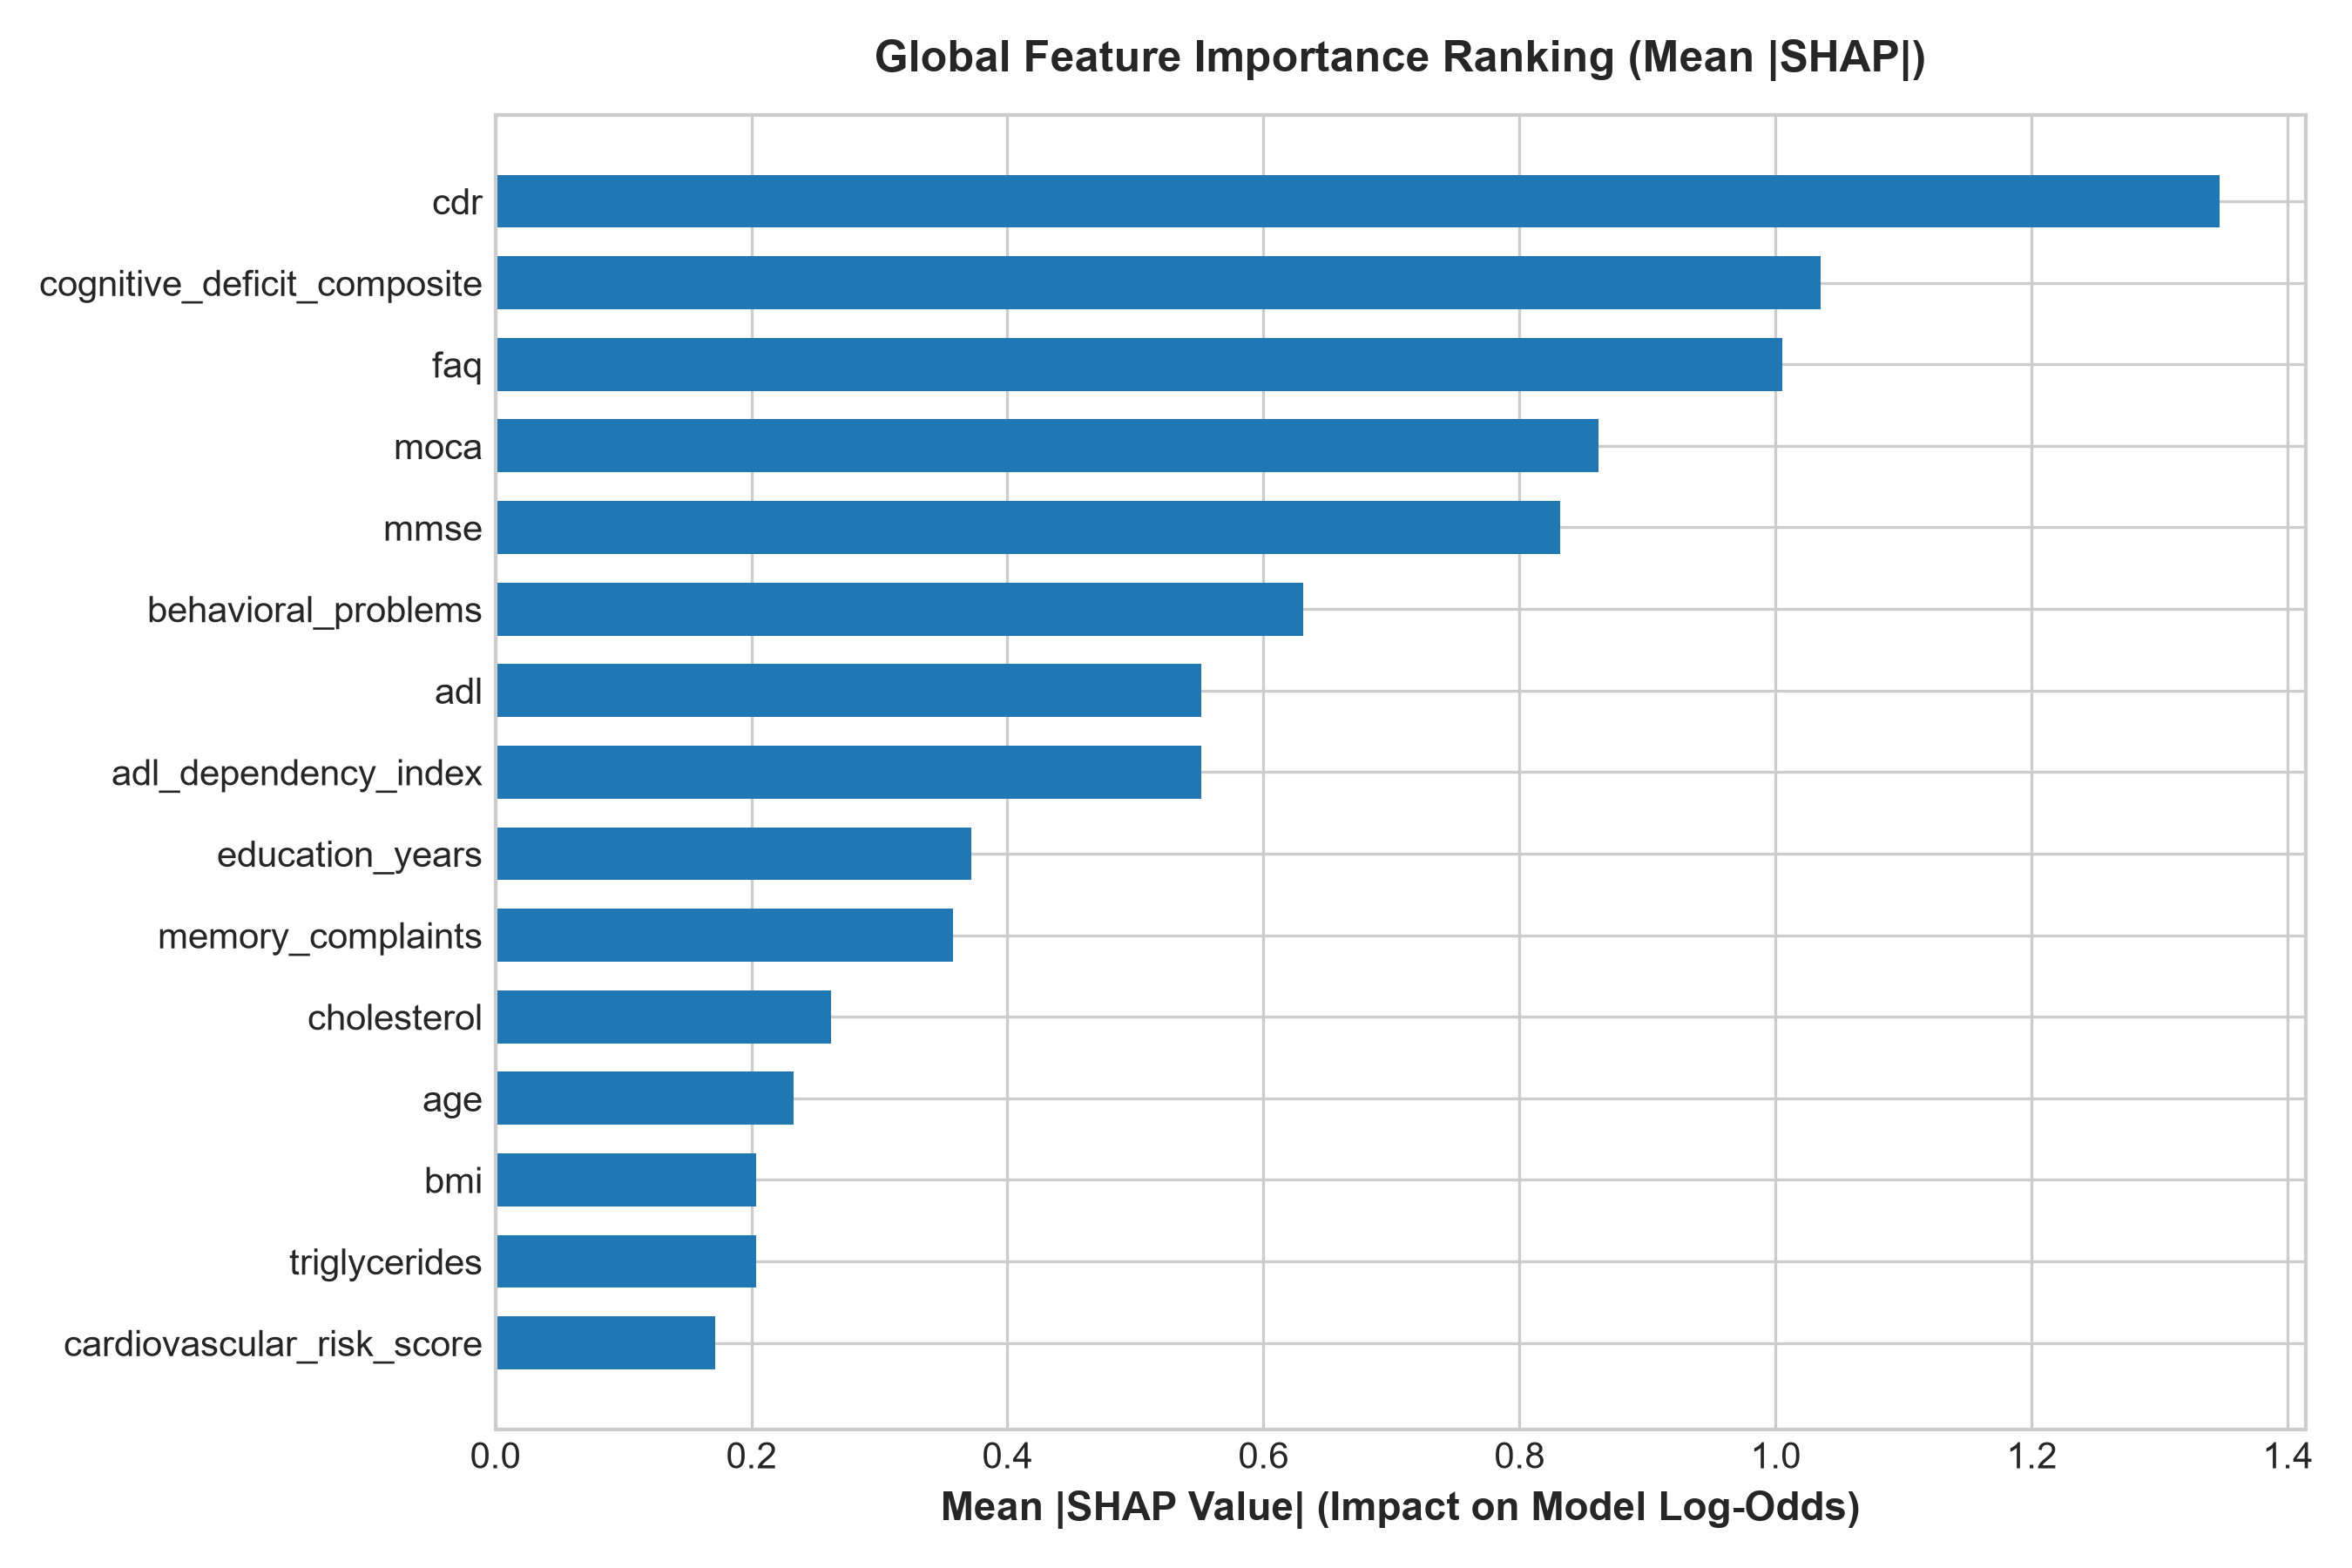 Global Feature Importance Ranking (Mean |SHAP|)
cdr
cognitive_deficit_composite
faq
moca
mmse
behavioral_problems
adl
adl_dependency_index
education_years
memory_complaints
cholesterol
age
bmi
triglycerides
cardiovascular_risk_score
0.0 0.2 0.4 0.6 0.8 1.0 1.2 1.4
Mean |SHAP Value| (Impact on Model Log-Odds)